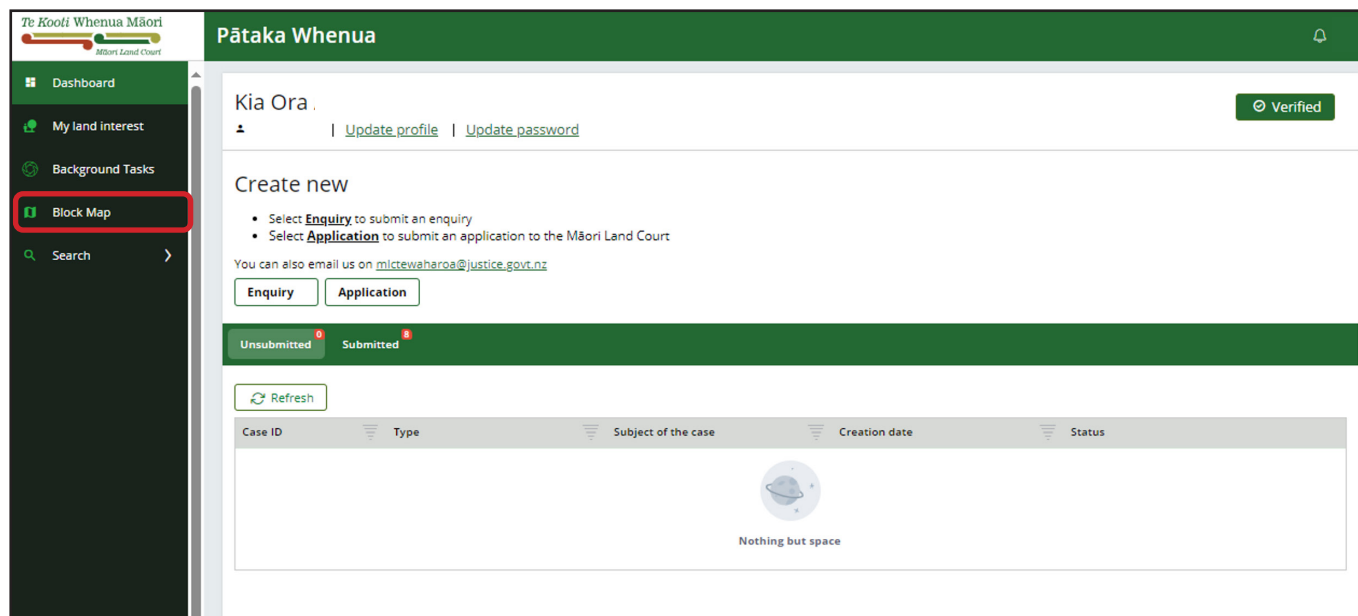 Te Kooti Whenua Māori
Māori Land Court
Pātaka Whenua
Dashboard
My land interest
Background Tasks
Block Map
Search
Kia Ora .
| Update profile | Update password
Verified
Create new
• Select Enquiry to submit an enquiry
• Select Application to submit an application to the Māori Land Court
You can also email us on mlctewaharoa@justice.govt.nz
Enquiry Application
Unsubmitted 0 Submitted 8
Refresh
Case ID Type Subject of the case Creation date Status
Nothing but space